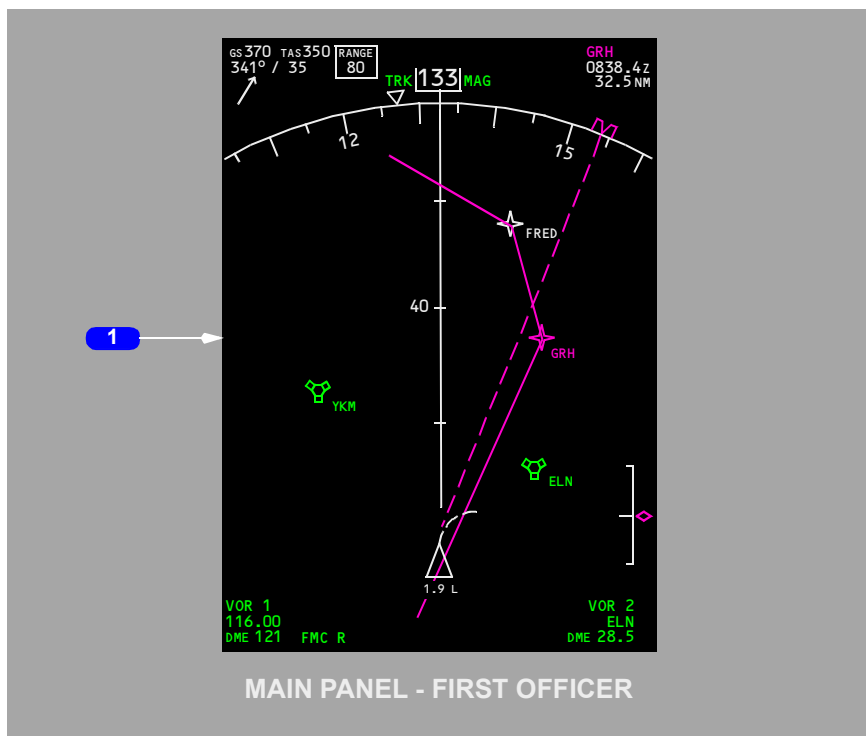 GS370 TAS350
341° / 35
RANGE
80
TRK 133 MAG
GRH
0838.4Z
32.5NM
12
15
FRED
40
1
GRH
YKM
ELN
1.9 L
VOR 1
116.00
DME 121
FMC R
VOR 2
ELN
DME 28.5
MAIN PANEL - FIRST OFFICER